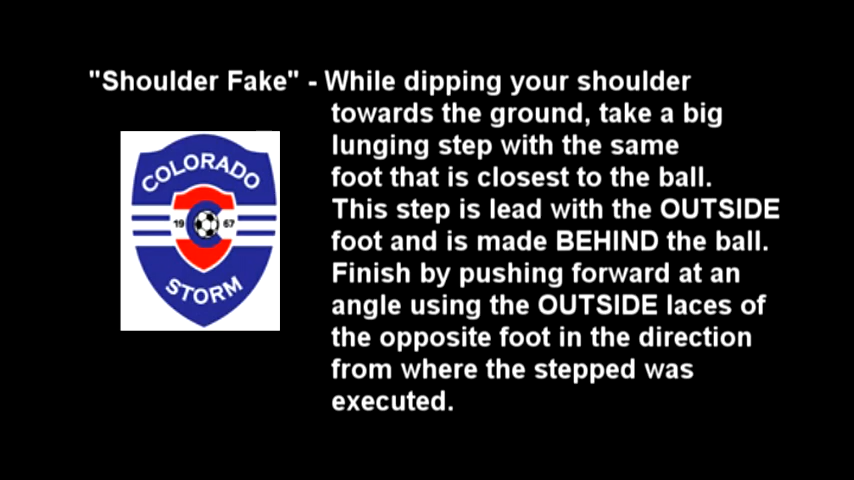 "Shoulder Fake" - While dipping your shoulder
towards the ground, take a big
lunging step with the same
foot that is closest to the ball.
This step is lead with the OUTSIDE
foot and is made BEHIND the ball.
Finish by pushing forward at an
angle using the OUTSIDE laces of
the opposite foot in the direction
from where the stepped was
executed.
COLORADO
19 67
STORM